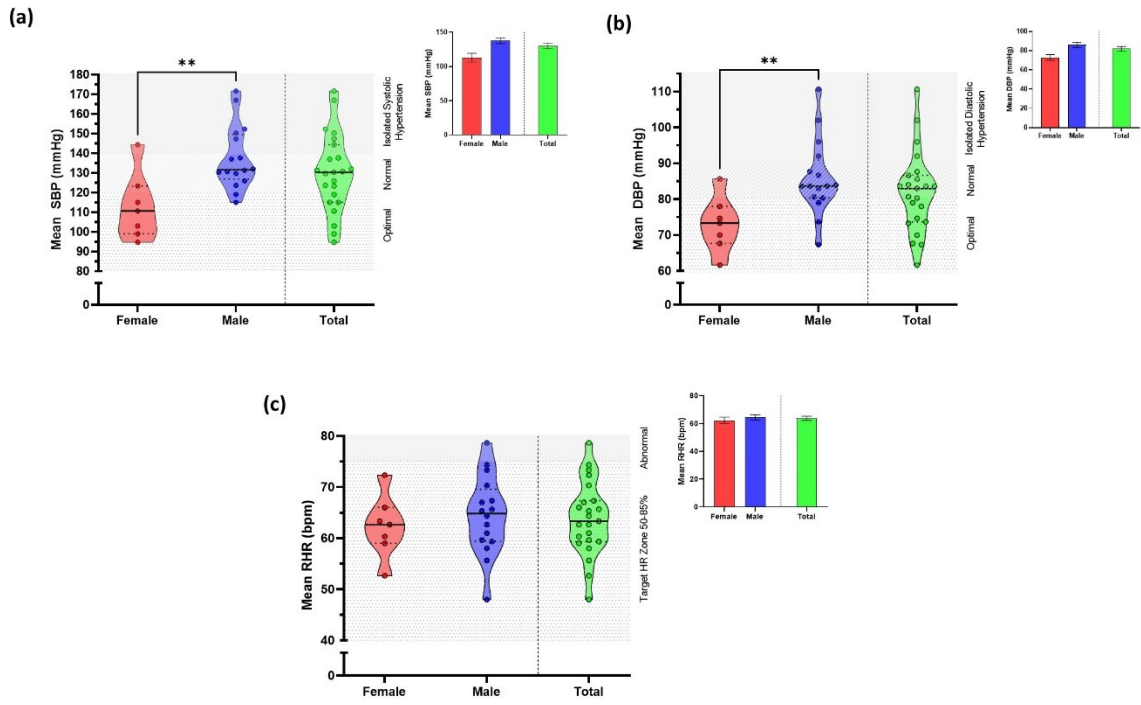 (a)
Mean SBP (mmHg)
180
170
160
150
140
130
120
110
100
90
80
0
**
Female
Male
Total
Optimal
Normal
Isolated Systolic
Hypertension
Mean SBP (mmHg)
150
100
50
0
Female
Male
Total
(b)
Mean DBP (mmHg)
110
100
90
80
70
60
0
**
Female
Male
Total
Optimal
Normal
Isolated Diastolic
Hypertension
Mean DBP (mmHg)
100
80
60
40
20
0
Female
Male
Total
(c)
Mean RHR (bpm)
80
70
60
50
40
0
Female
Male
Total
Target HR Zone 50-85%
Abnormal
Mean RHR (bpm)
80
60
40
20
0
Female
Male
Total